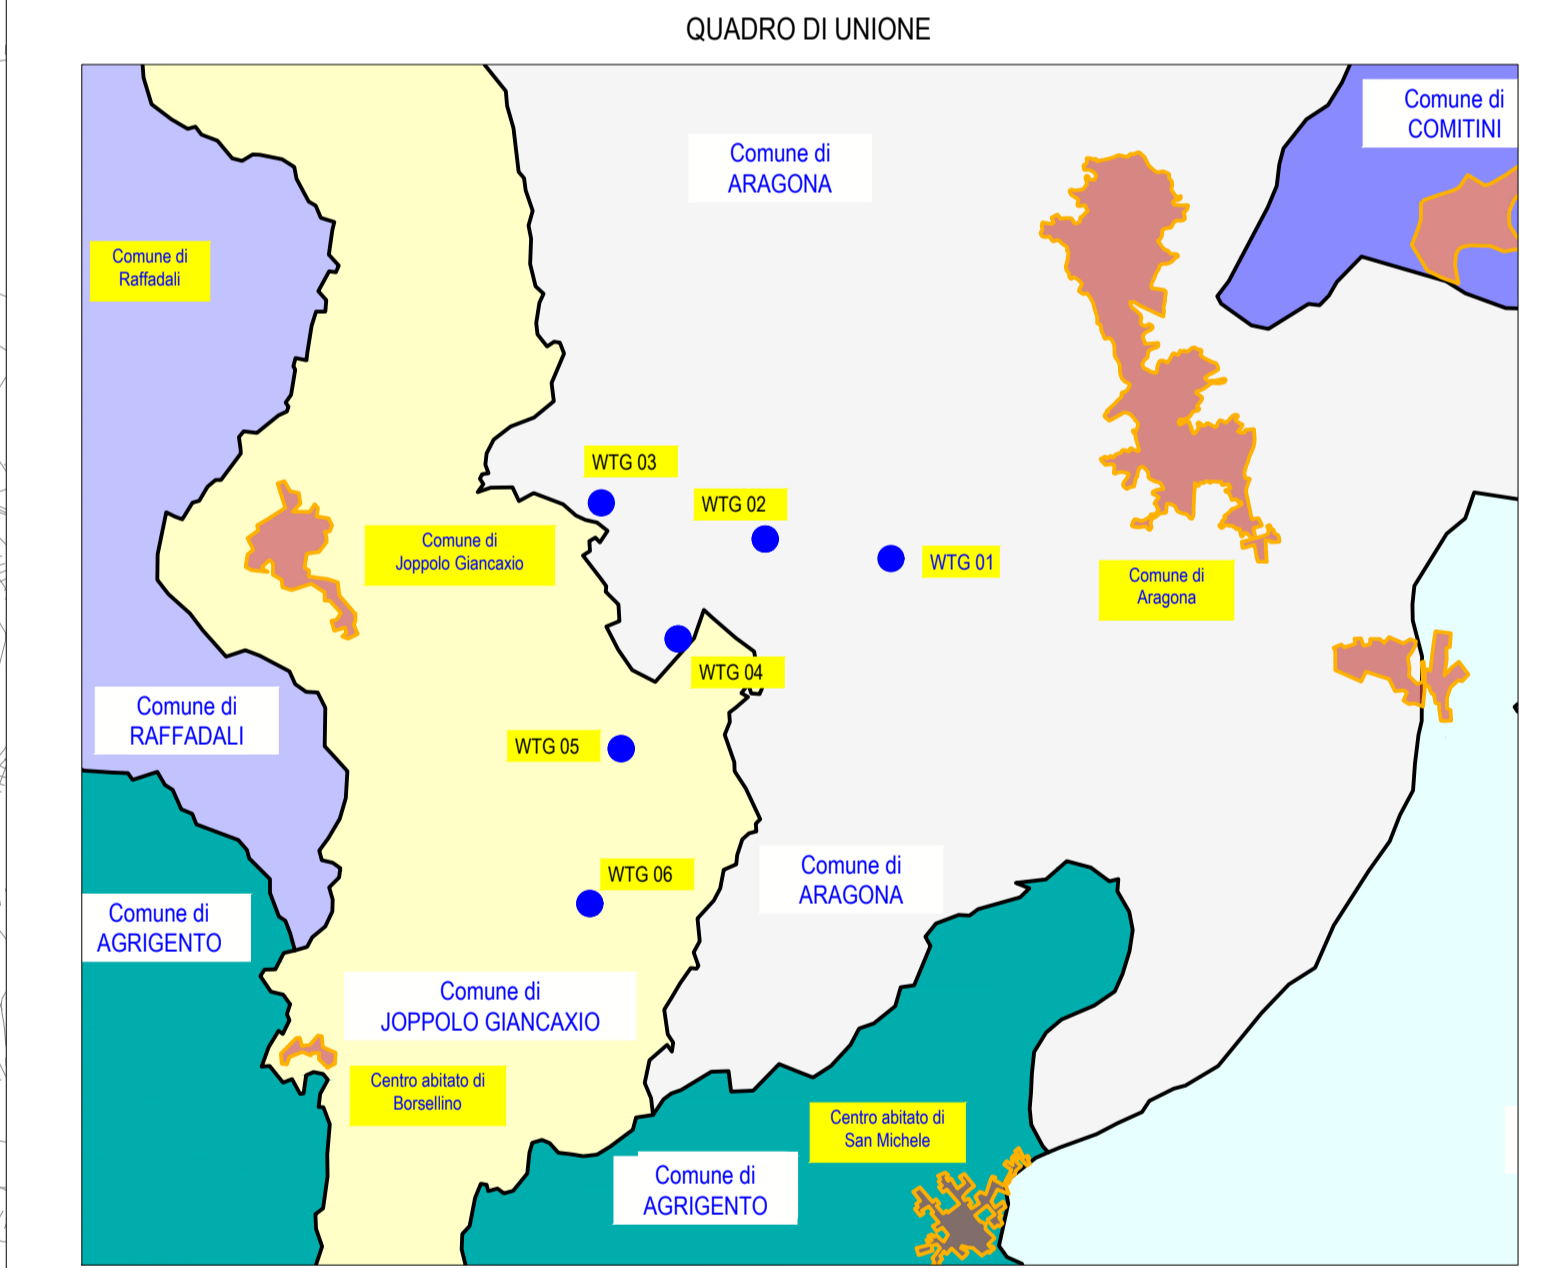 QUADRO DI UNIONE
Comune di
COMITINI
Comune di
ARAGONA
Comune di
Raffadali
WTG 03
WTG 02
Comune di
Joppolo Giancaxio
WTG 01
Comune di
Aragona
WTG 04
Comune di
RAFFADALI
WTG 05
Comune di
ARAGONA
WTG 06
Comune di
AGRIGENTO
Comune di
JOPPOLO GIANCAXIO
Centro abitato di
Borsellino
Centro abitato di
San Michele
Comune di
AGRIGENTO